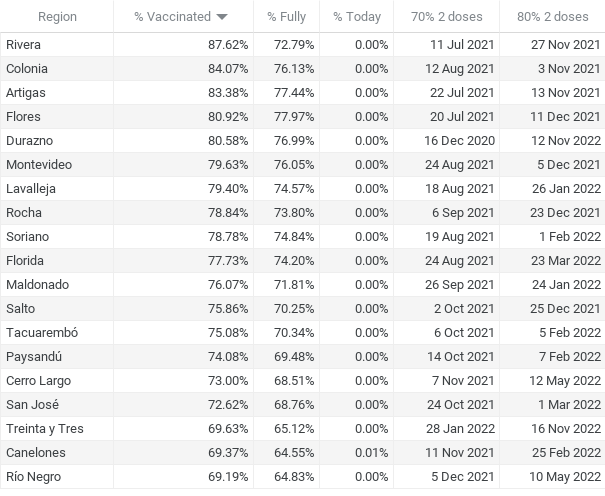 Region % Vaccinated % Fully % Today 70% 2 doses 80% 2 doses
Rivera 87.62% 72.79% 0.00% 11 Jul 2021 27 Nov 2021
Colonia 84.07% 76.13% 0.00% 12 Aug 2021 3 Nov 2021
Artigas 83.38% 77.44% 0.00% 22 Jul 2021 13 Nov 2021
Flores 80.92% 77.97% 0.00% 20 Jul 2021 11 Dec 2021
Durazno 80.58% 76.99% 0.00% 16 Dec 2020 12 Nov 2022
Montevideo 79.63% 76.05% 0.00% 24 Aug 2021 5 Dec 2021
Lavalleja 79.40% 74.57% 0.00% 18 Aug 2021 26 Jan 2022
Rocha 78.84% 73.80% 0.00% 6 Sep 2021 23 Dec 2021
Soriano 78.78% 74.84% 0.00% 19 Aug 2021 1 Feb 2022
Florida 77.73% 74.20% 0.00% 24 Aug 2021 23 Mar 2022
Maldonado 76.07% 71.81% 0.00% 26 Sep 2021 24 Jan 2022
Salto 75.86% 70.25% 0.00% 2 Oct 2021 25 Dec 2021
Tacuarembó 75.08% 70.34% 0.00% 6 Oct 2021 5 Feb 2022
Paysandú 74.08% 69.48% 0.00% 14 Oct 2021 7 Feb 2022
Cerro Largo 73.00% 68.51% 0.00% 7 Nov 2021 12 May 2022
San José 72.62% 68.76% 0.00% 24 Oct 2021 1 Mar 2022
Treinta y Tres 69.63% 65.12% 0.00% 28 Jan 2022 16 Nov 2022
Canelones 69.37% 64.55% 0.01% 11 Nov 2021 25 Feb 2022
Río Negro 69.19% 64.83% 0.00% 5 Dec 2021 10 May 2022